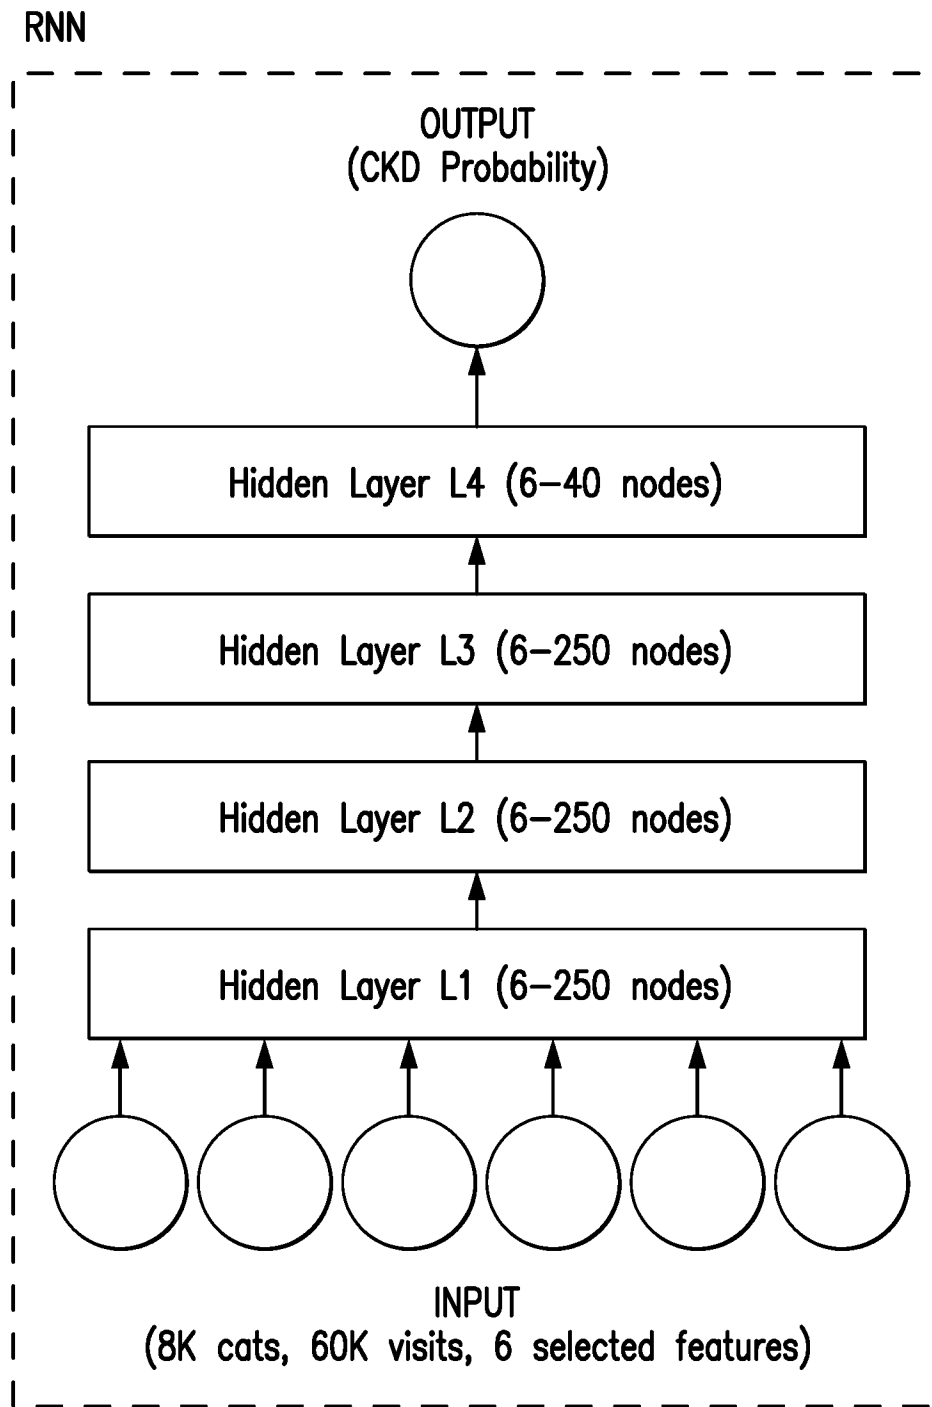 RNN
OUTPUT
(CKD Probability)
Hidden Layer L4 (6-40 nodes)
Hidden Layer L3 (6-250 nodes)
Hidden Layer L2 (6-250 nodes)
Hidden Layer L1 (6-250 nodes)
INPUT
(8K cats, 60K visits, 6 selected features)